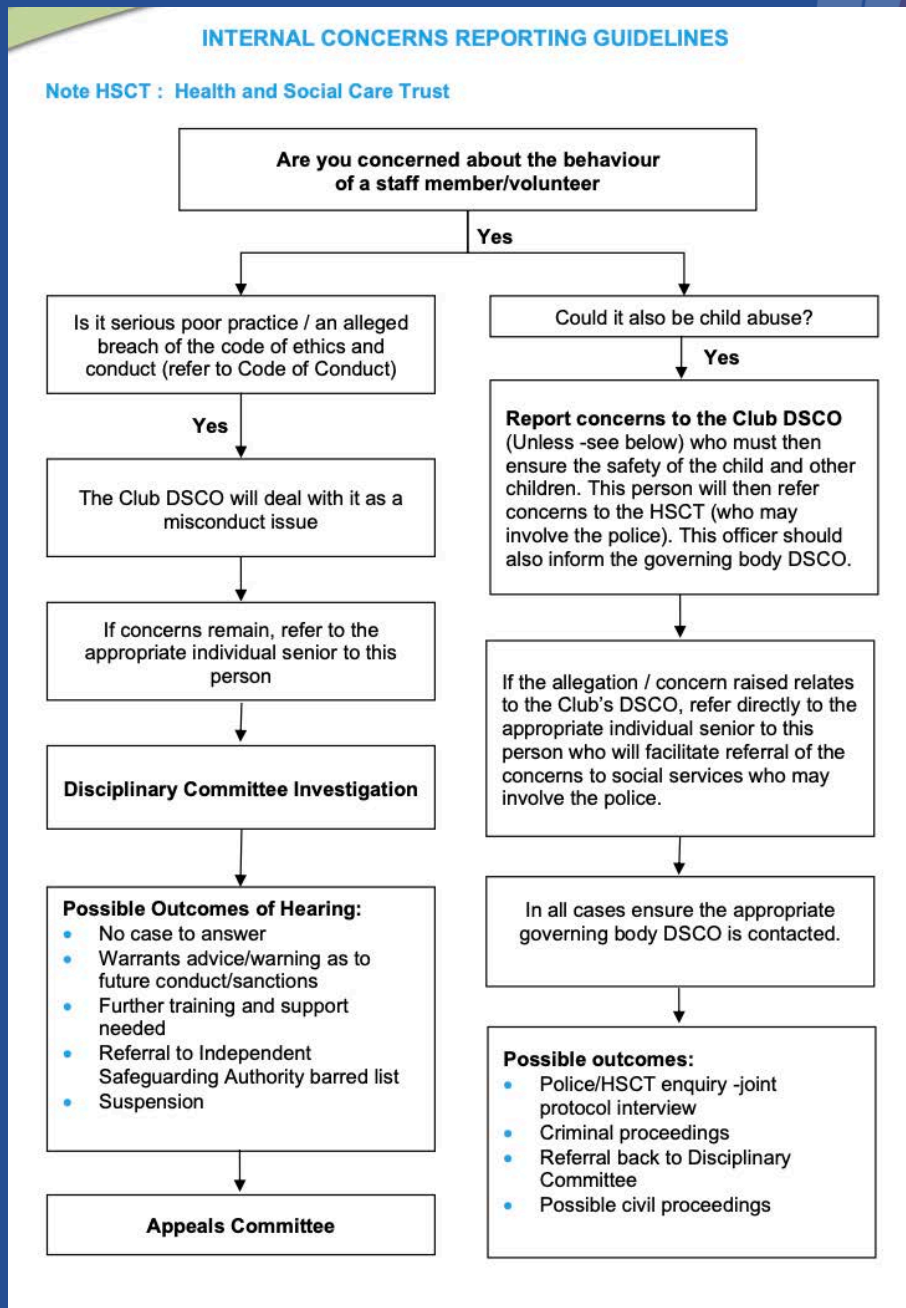 INTERNAL CONCERNS REPORTING GUIDELINES
Note HSCT : Health and Social Care Trust
Are you concerned about the behaviour
of a staff member/volunteer
Yes
Is it serious poor practice / an alleged
breach of the code of ethics and
conduct (refer to Code of Conduct)
Yes
The Club DSCO will deal with it as a
misconduct issue
If concerns remain, refer to the
appropriate individual senior to this
person
Disciplinary Committee Investigation
Possible Outcomes of Hearing:
• No case to answer
• Warrants advice/warning as to
future conduct/sanctions
• Further training and support
needed
• Referral to Independent
Safeguarding Authority barred list
• Suspension
Appeals Committee
Could it also be child abuse?
Yes
Report concerns to the Club DSCO
(Unless -see below) who must then
ensure the safety of the child and other
children. This person will then refer
concerns to the HSCT (who may
involve the police). This officer should
also inform the governing body DSCO.
If the allegation / concern raised relates
to the Club's DSCO, refer directly to the
appropriate individual senior to this
person who will facilitate referral of the
concerns to social services who may
involve the police.
In all cases ensure the appropriate
governing body DSCO is contacted.
Possible outcomes:
• Police/HSCT enquiry -joint
protocol interview
• Criminal proceedings
• Referral back to Disciplinary
Committee
• Possible civil proceedings